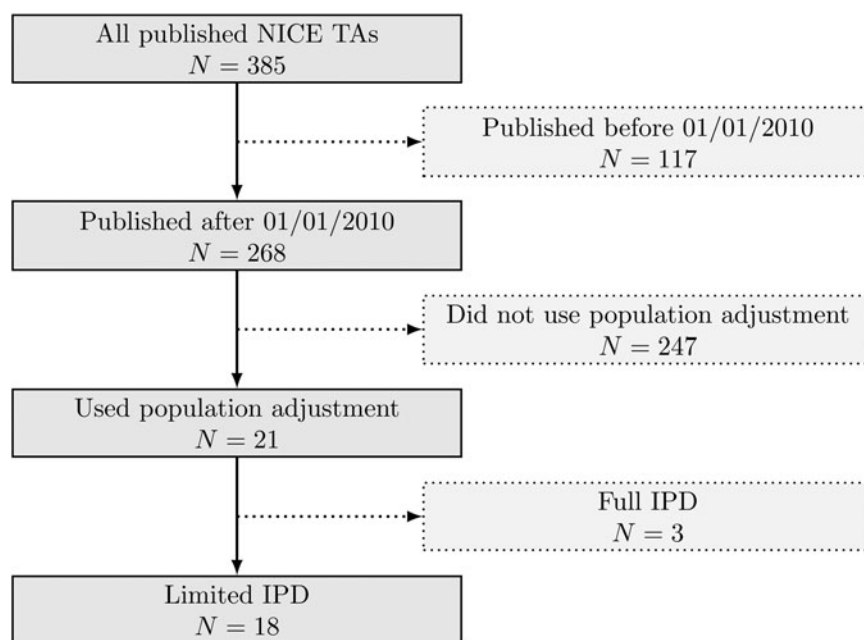 All published NICE TAs
N = 385
Published before 01/01/2010
N = 117
Published after 01/01/2010
N = 268
Did not use population adjustment
N = 247
Used population adjustment
N = 21
Full IPD
N = 3
Limited IPD
N = 18